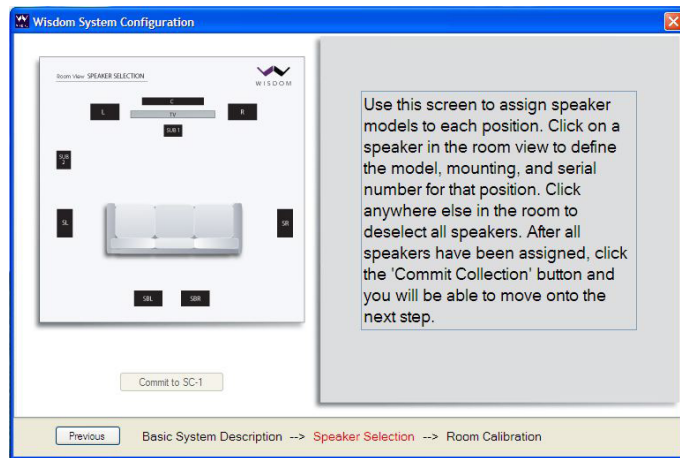 Wisdom System Configuration
Room View SPEAKER SELECTION
WISDOM
C
L
TV
R
SUB 1
SUB
2
SL
SR
SBL
SBR
Commit to SC-1
Use this screen to assign speaker
models to each position. Click on a
speaker in the room view to define
the model, mounting, and serial
number for that position. Click
anywhere else in the room to
deselect all speakers. After all
speakers have been assigned, click
the 'Commit Collection' button and
you will be able to move onto the
next step.
Previous
Basic System Description --> Speaker Selection --> Room Calibration